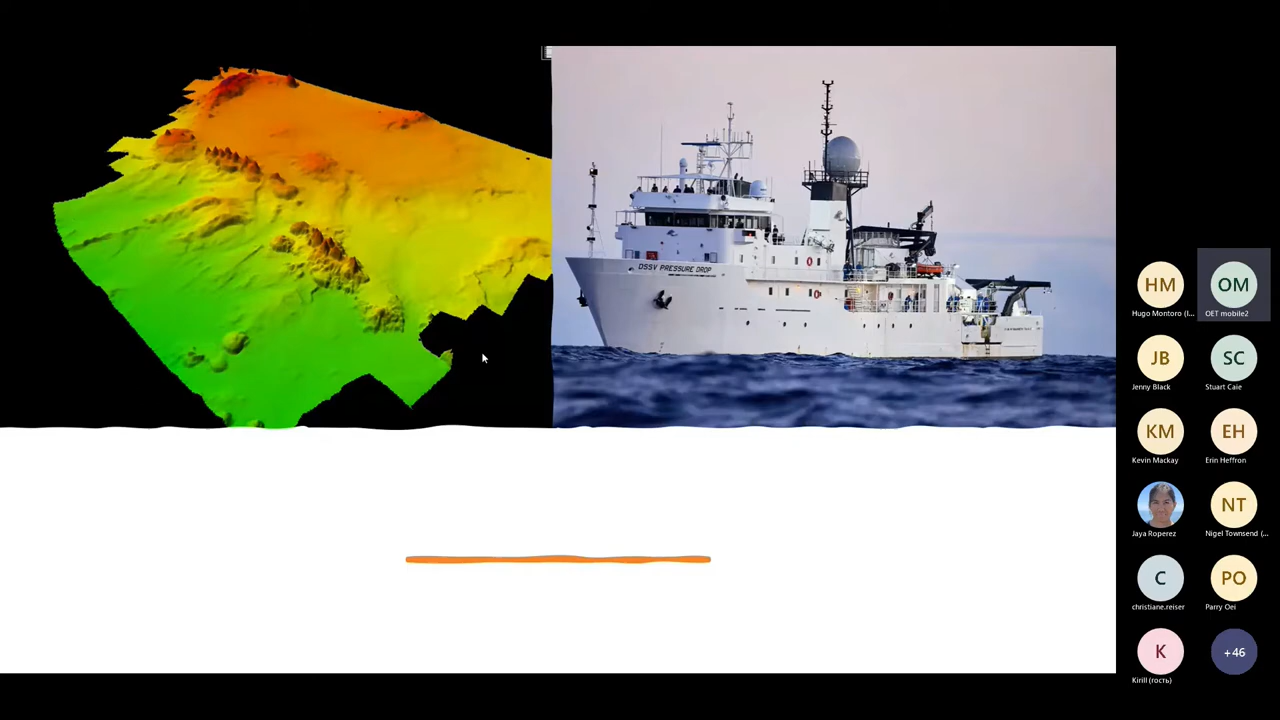 DSSV PRESSURE DROP
HM
Hugo Montoro (I...
OM
OET mobile2
JB
Jenny Black
SC
Stuart Caie
KM
Kevin Mackay
EH
Erin Heffron
Jaya Roperez
NT
Nigel Townsend (...
C
christiane.reiser
PO
Parry Oei
K
Kirill (гость)
+46